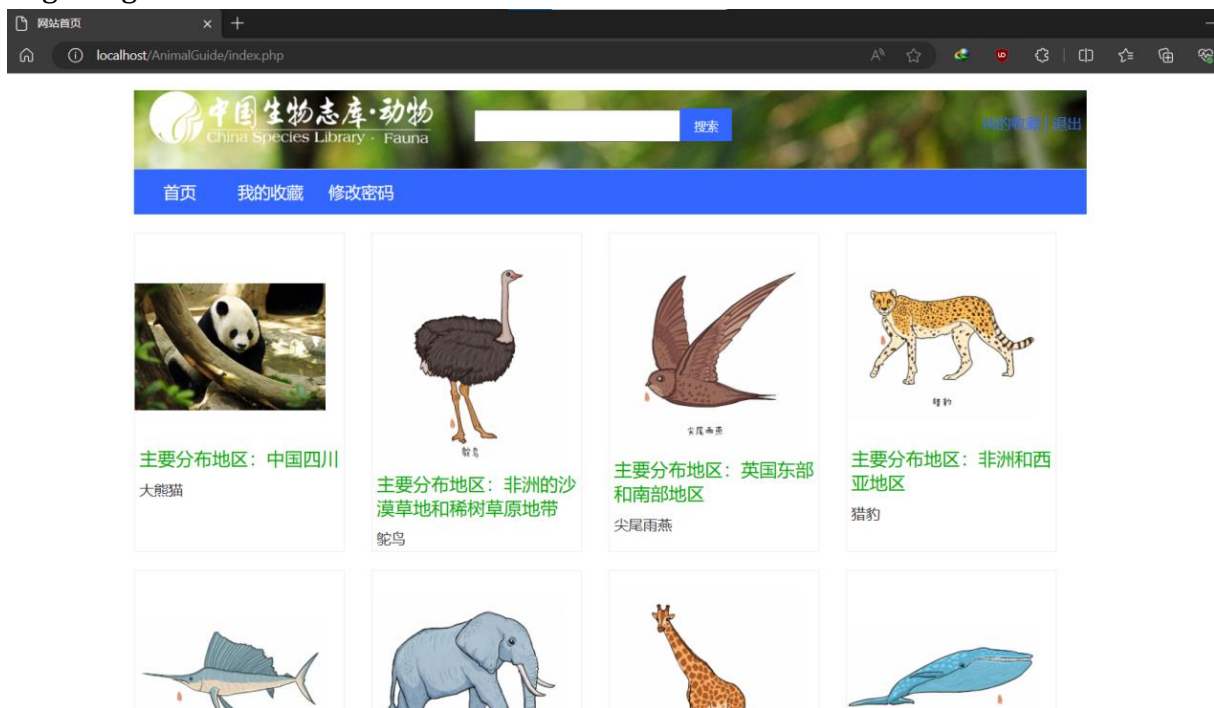 网站首页
localhost/AnimalGuide/index.php
中国生物志库·动物
China Species Library · Fauna
搜索
我的收藏 | 退出
首页 我的收藏 修改密码
主要分布地区：中国四川
大熊猫
鸵鸟
主要分布地区：非洲的沙
漠草地和稀树草原地带
鸵鸟
尖尾雨燕
主要分布地区：英国东部
和南部地区
尖尾雨燕
猎豹
主要分布地区：非洲和西
亚地区
猎豹